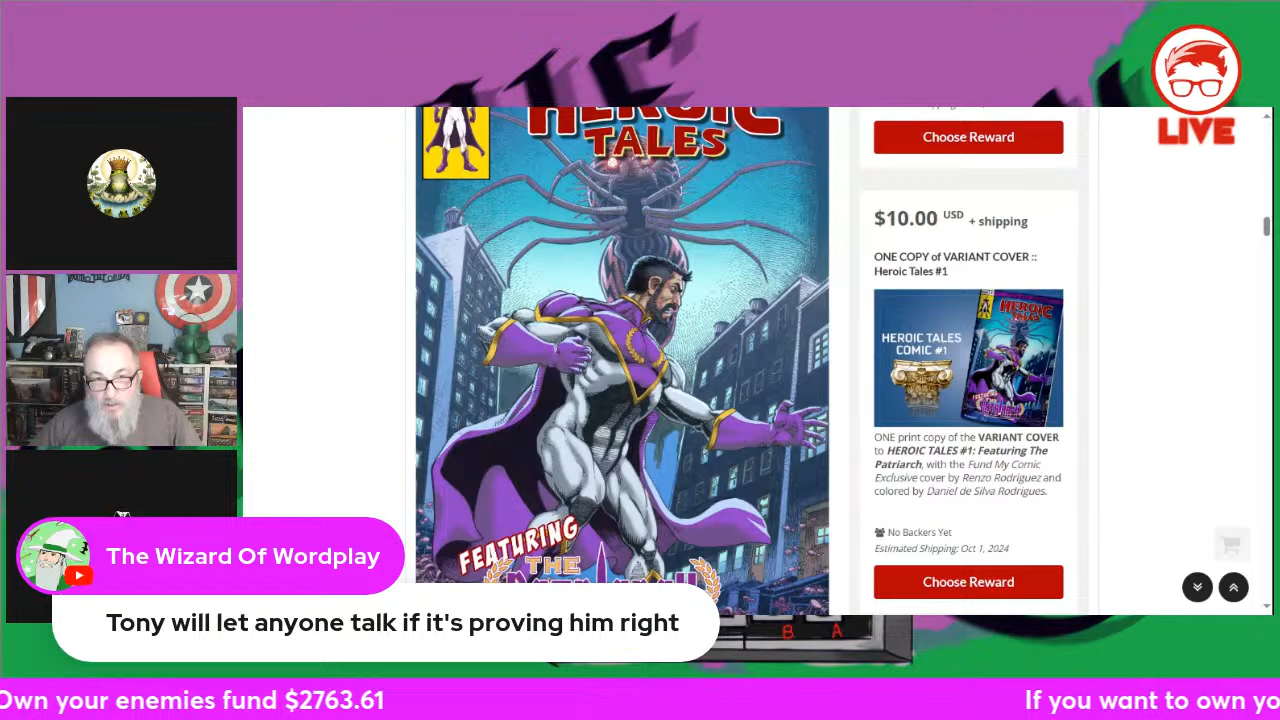 LIVE
HEROIC
TALES
Choose Reward
$10.00 USD + shipping
ONE COPY of VARIANT COVER ::
Heroic Tales #1
HEROIC TALES
COMIC #1
HEROIC
TALES
ONE print copy of the VARIANT COVER
to HEROIC TALES #1: Featuring The
Patriarch, with the Fund My Comic
Exclusive cover by Renzo Rodriguez and
colored by Daniel de Silva Rodrigues.
No Backers Yet
Estimated Shipping: Oct 1, 2024
Choose Reward
FEATURING
THE
The Wizard Of Wordplay
Tony will let anyone talk if it's proving him right
B A
Own your enemies fund $2763.61
If you want to own yo